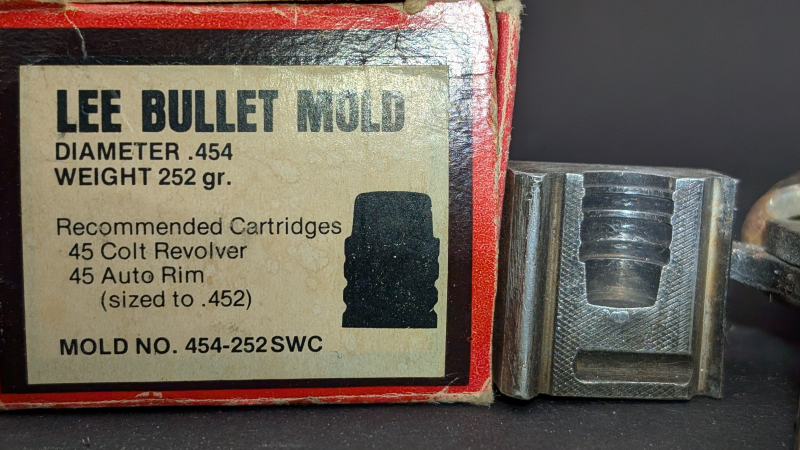 LEE BULLET MOLD
DIAMETER .454
WEIGHT 252 gr.
Recommended Cartridges
45 Colt Revolver
45 Auto Rim
(sized to .452)
MOLD NO. 454-252SWC